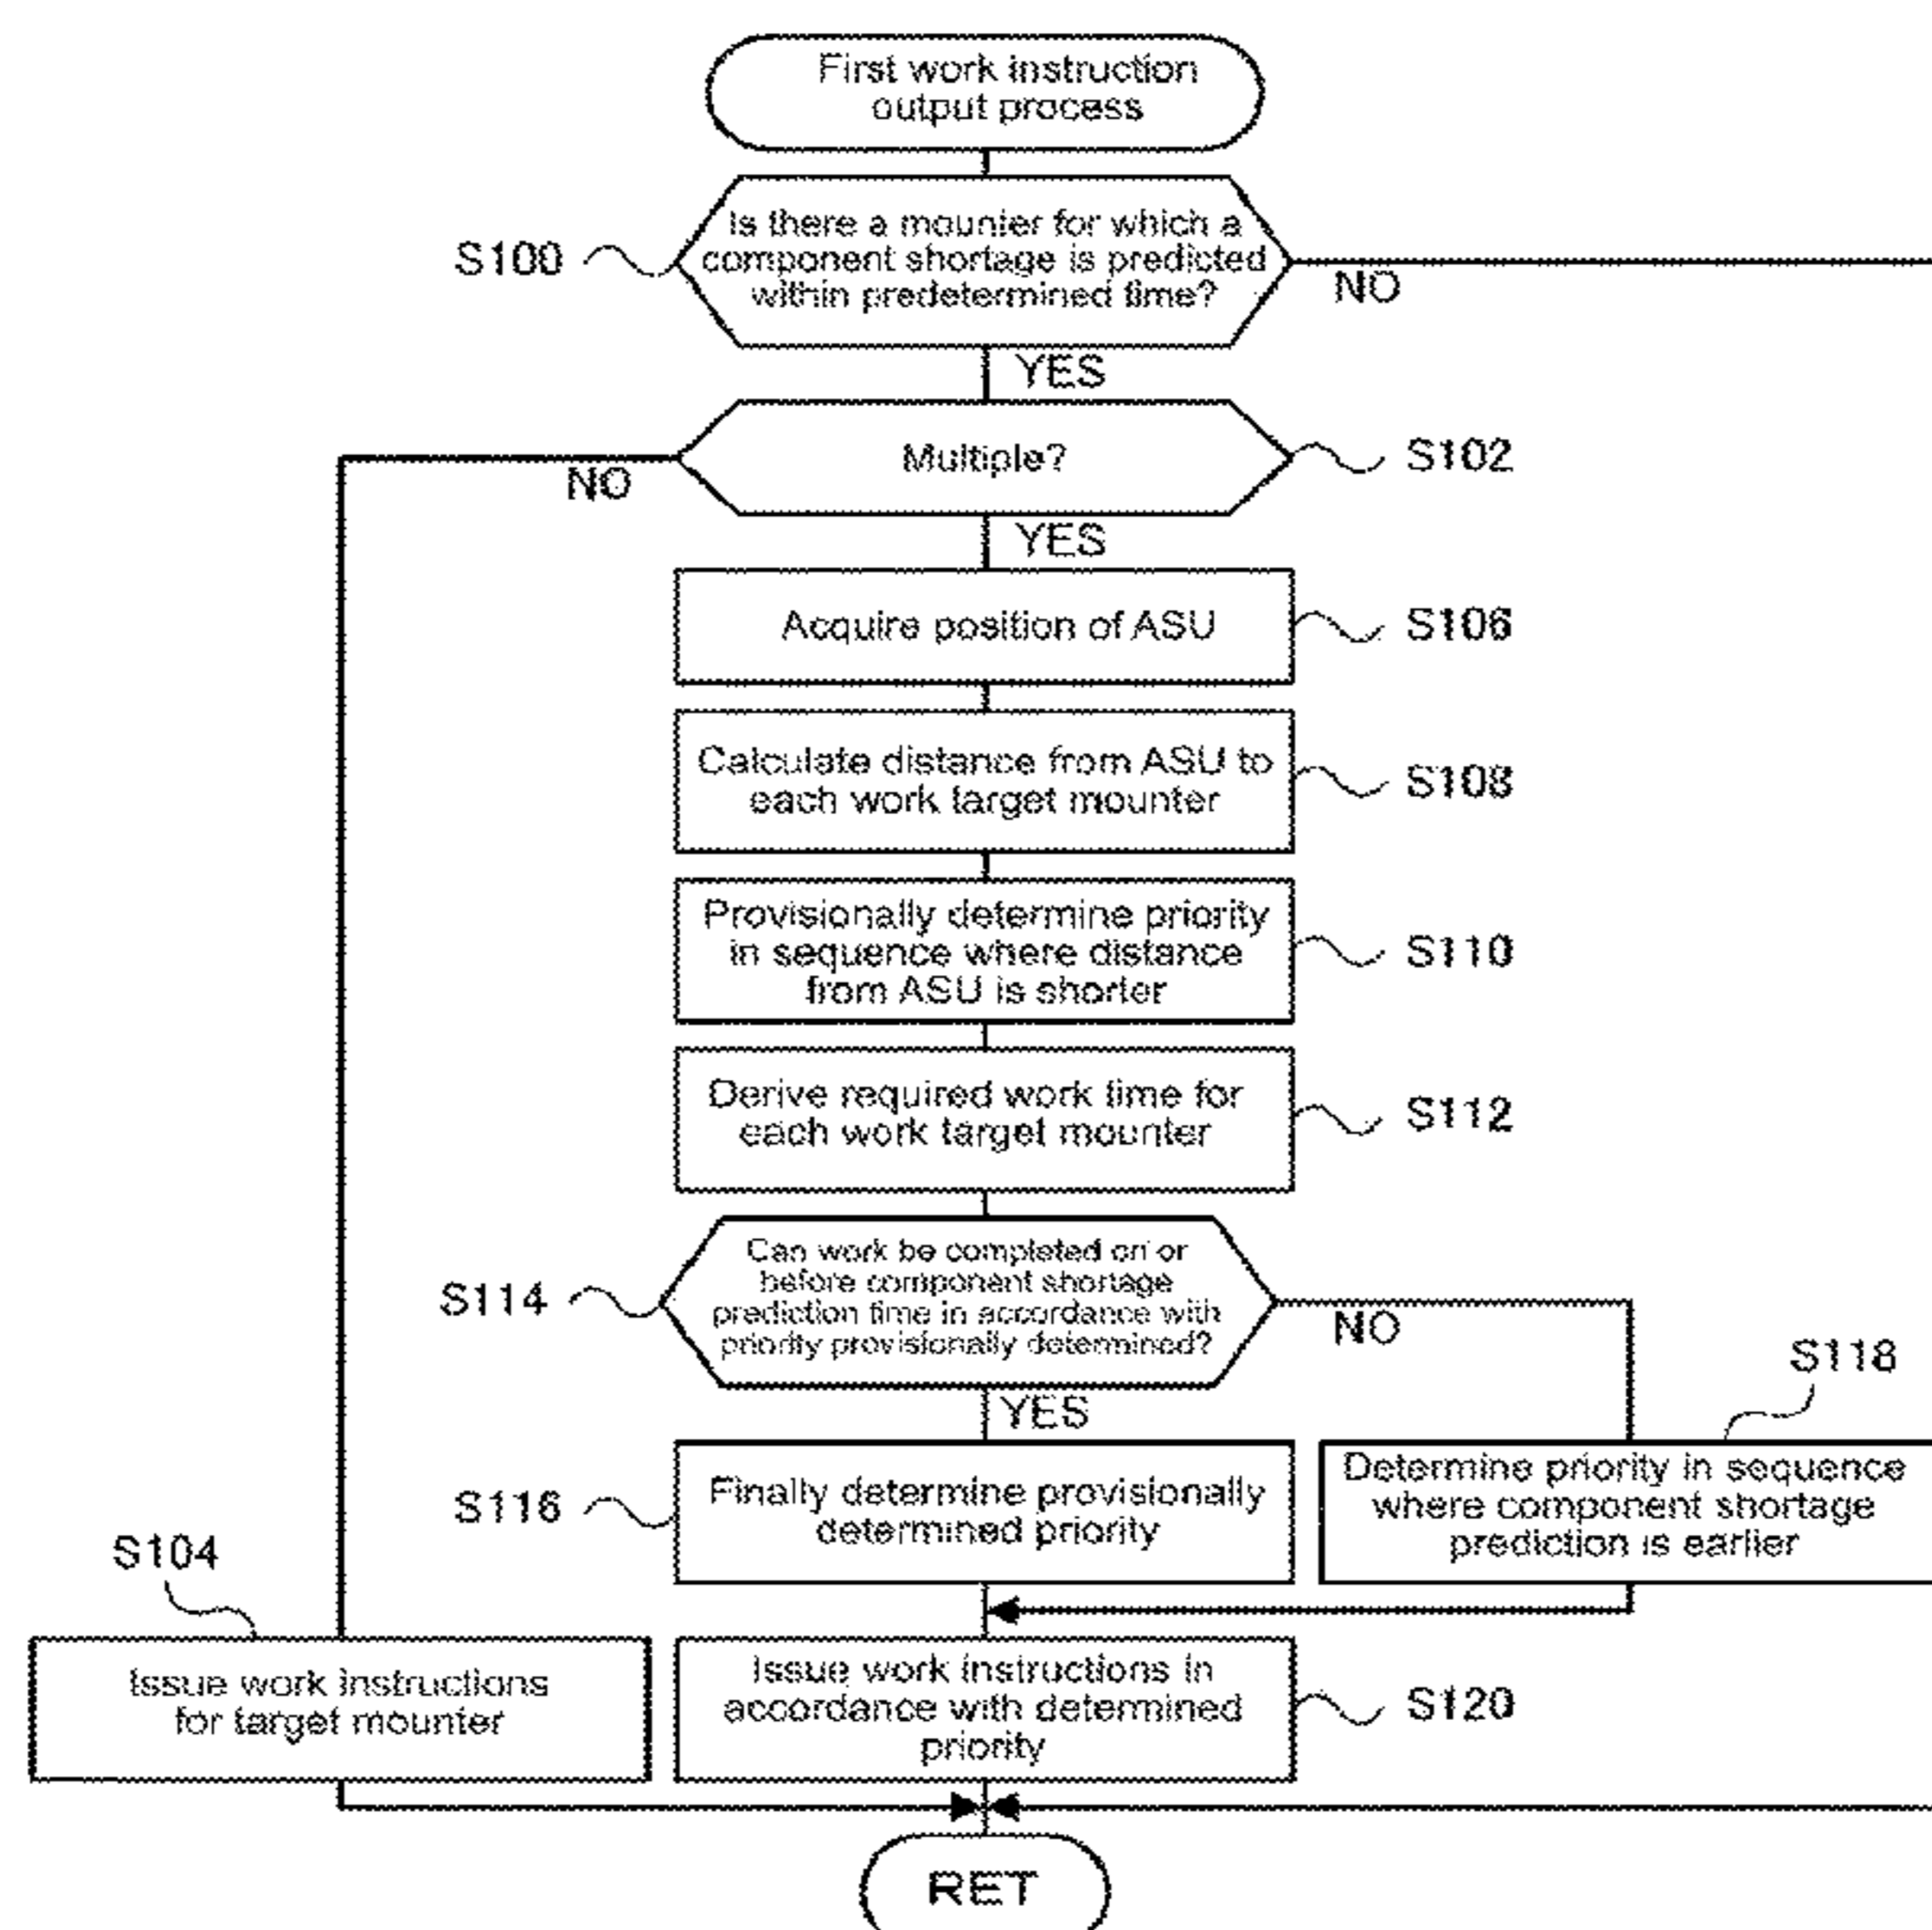 First work instruction
output process
S100
Is there a mounter for which a
component shortage is predicted
within predetermined time?
NO
YES
Multiple?
S102
NO
YES
Acquire position of ASU
S106
Calculate distance from ASU to
each work target mounter
S108
Provisionally determine priority
in sequence where distance
from ASU is shorter
S110
Derive required work time for
each work target mounter
S112
S114
Can work be completed on or
before component shortage
prediction time in accordance with
priority provisionally determined?
NO
YES
S118
S116
Finally determine provisionally
determined priority
Determine priority in sequence
where component shortage
prediction is earlier
S104
Issue work instructions
for target mounter
Issue work instructions in
accordance with determined
priority
S120
RET